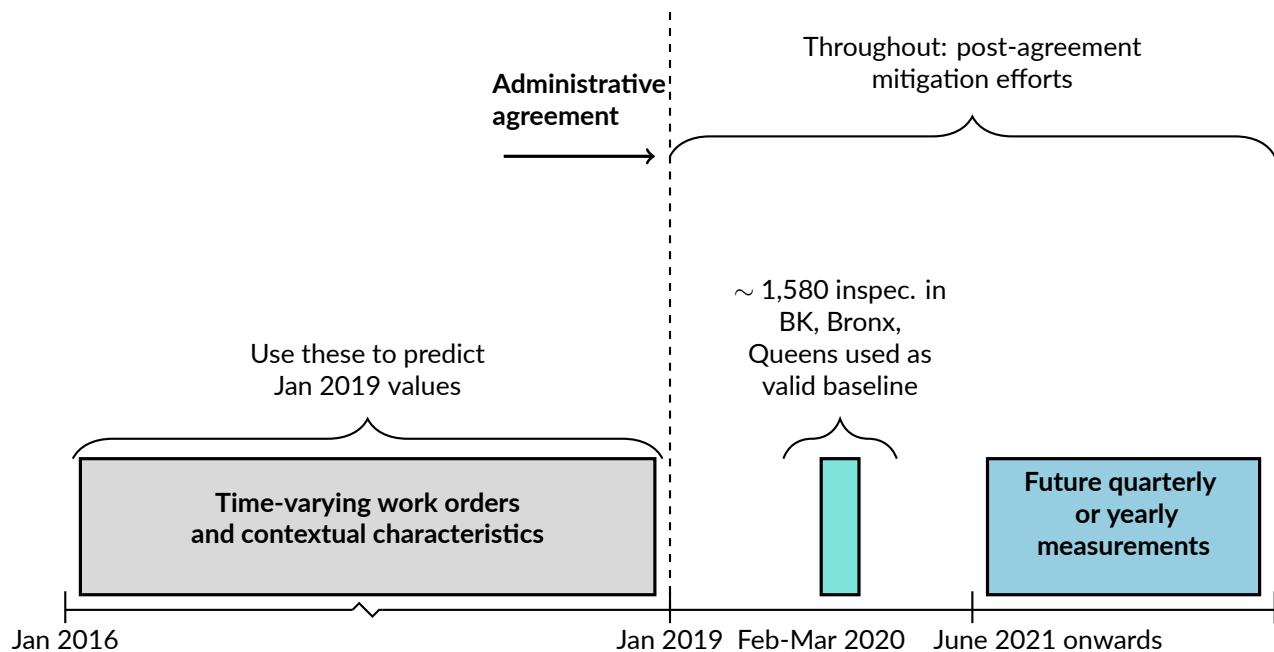 Throughout: post-agreement
mitigation efforts
Administrative
agreement
∼ 1,580 inspec. in
BK, Bronx,
Queens used as
valid baseline
Use these to predict
Jan 2019 values
Time-varying work orders
and contextual characteristics
Future quarterly
or yearly
measurements
Jan 2016
Jan 2019
Feb-Mar 2020
June 2021 onwards